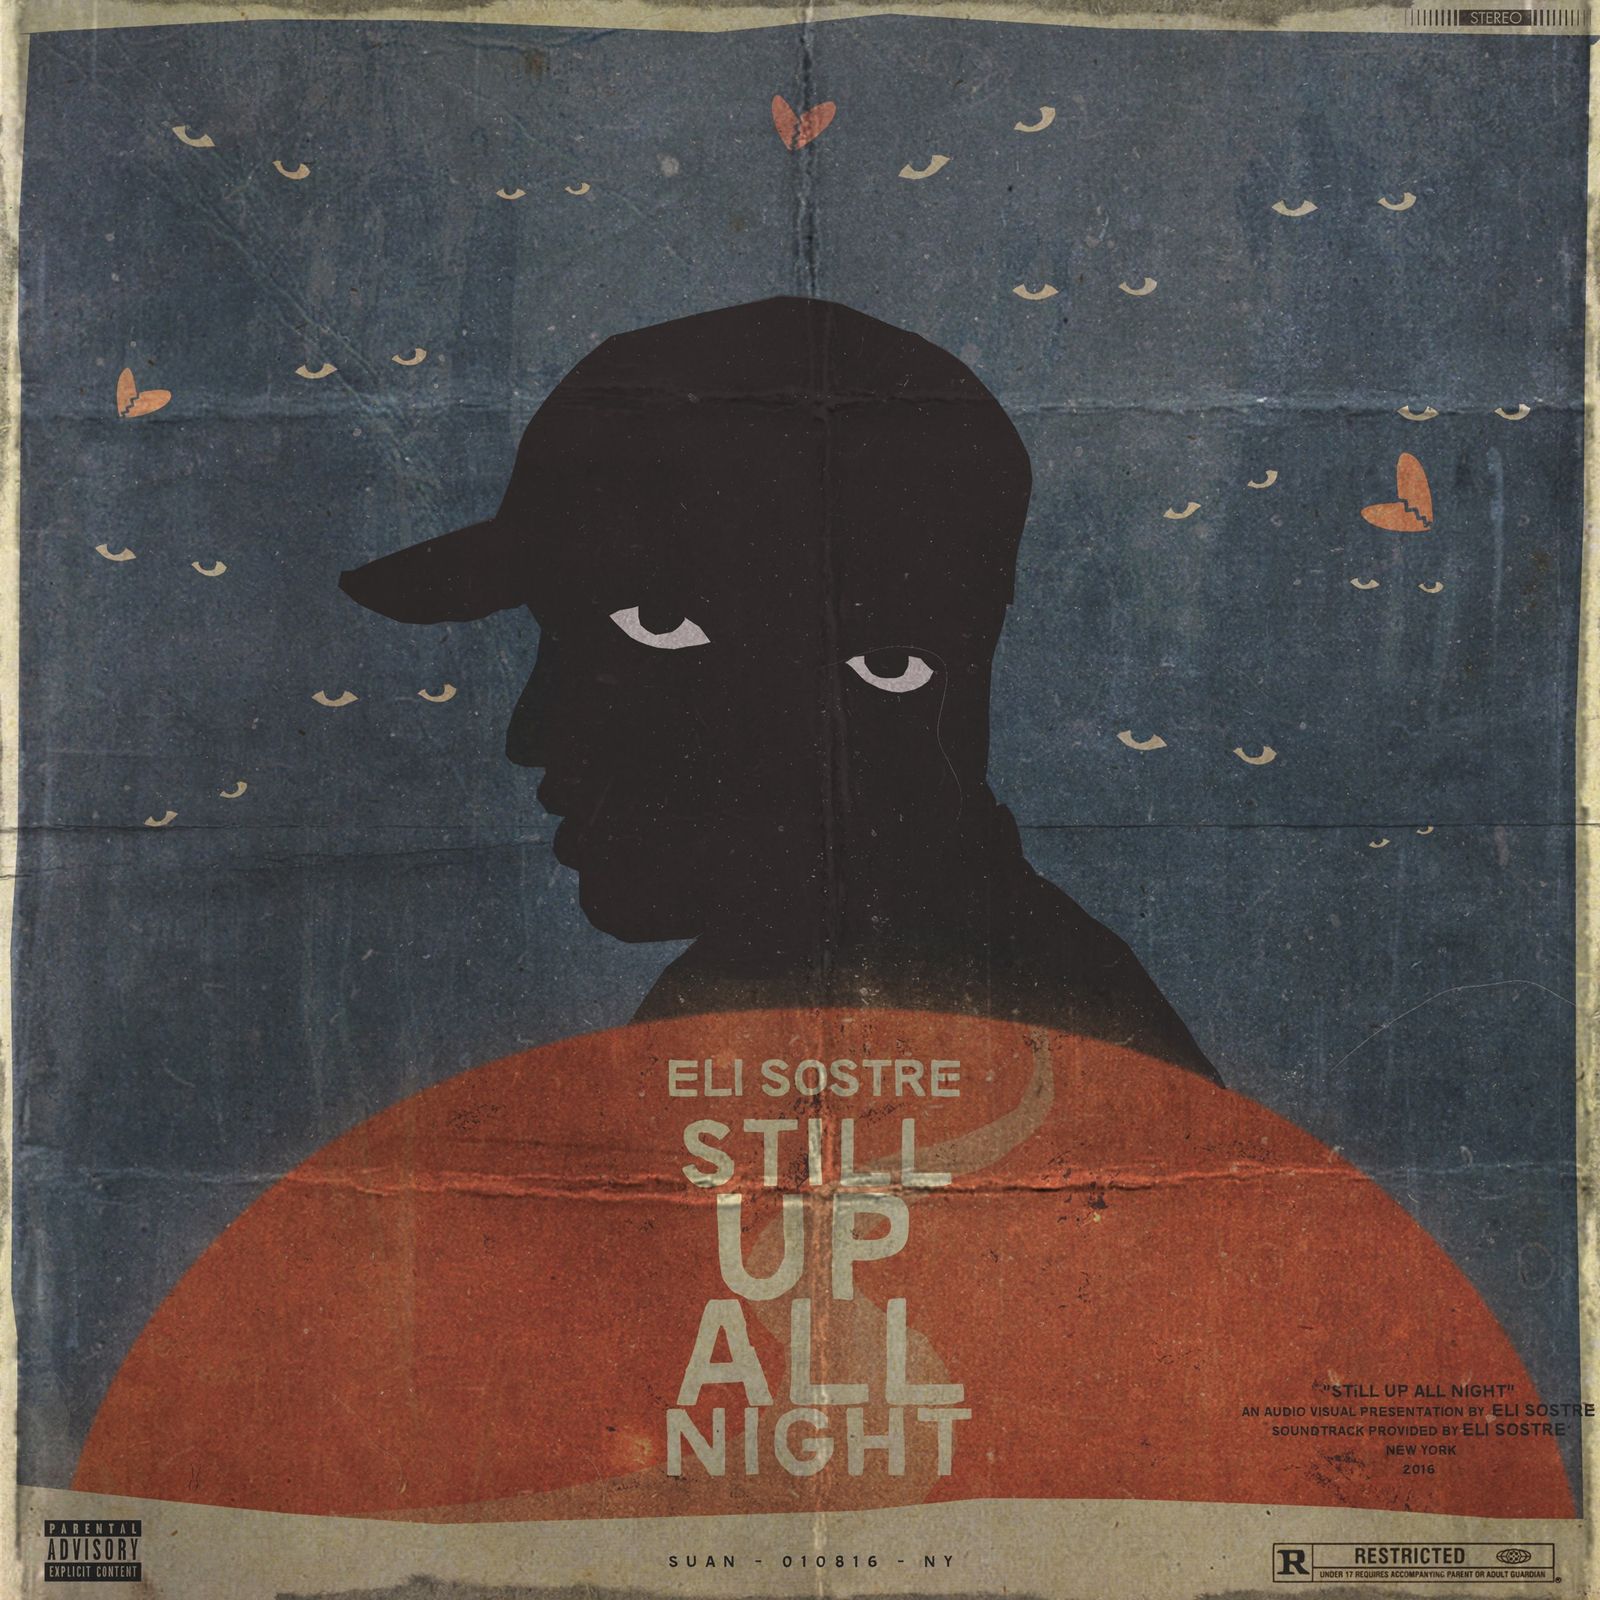 STEREO
ELI SOSTRE
STILL
UP
ALL
NIGHT
"STiLL UP ALL NIGHT"
AN AUDIO VISUAL PRESENTATION BY ELI SOSTRE
SOUNDTRACK PROVIDED BY ELI SOSTRE
NEW YORK
2016
PARENTAL
ADVISORY
EXPLICIT CONTENT
SUAN - 010816 - NY
R RESTRICTED
UNDER 17 REQUIRES ACCOMPANYING PARENT OR ADULT GUARDIAN
®